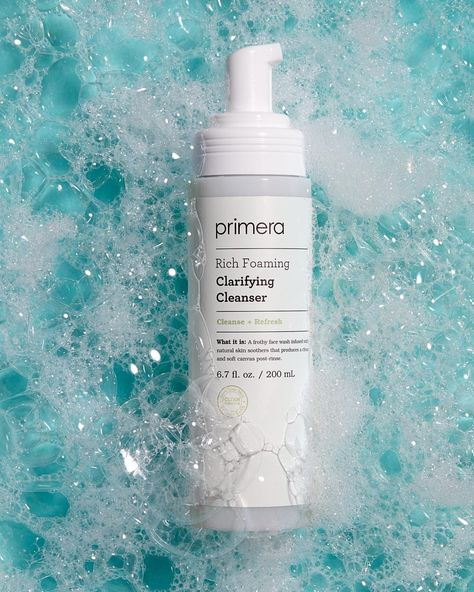 primera
Rich Foaming
Clarifying
Cleanser
Cleanse + Refresh
What it is: A frothy face wash infused with
natural skin soothers that produces a
and soft canvas post-rinse.
6.7 fl. oz. / 200 mL
CLEAN